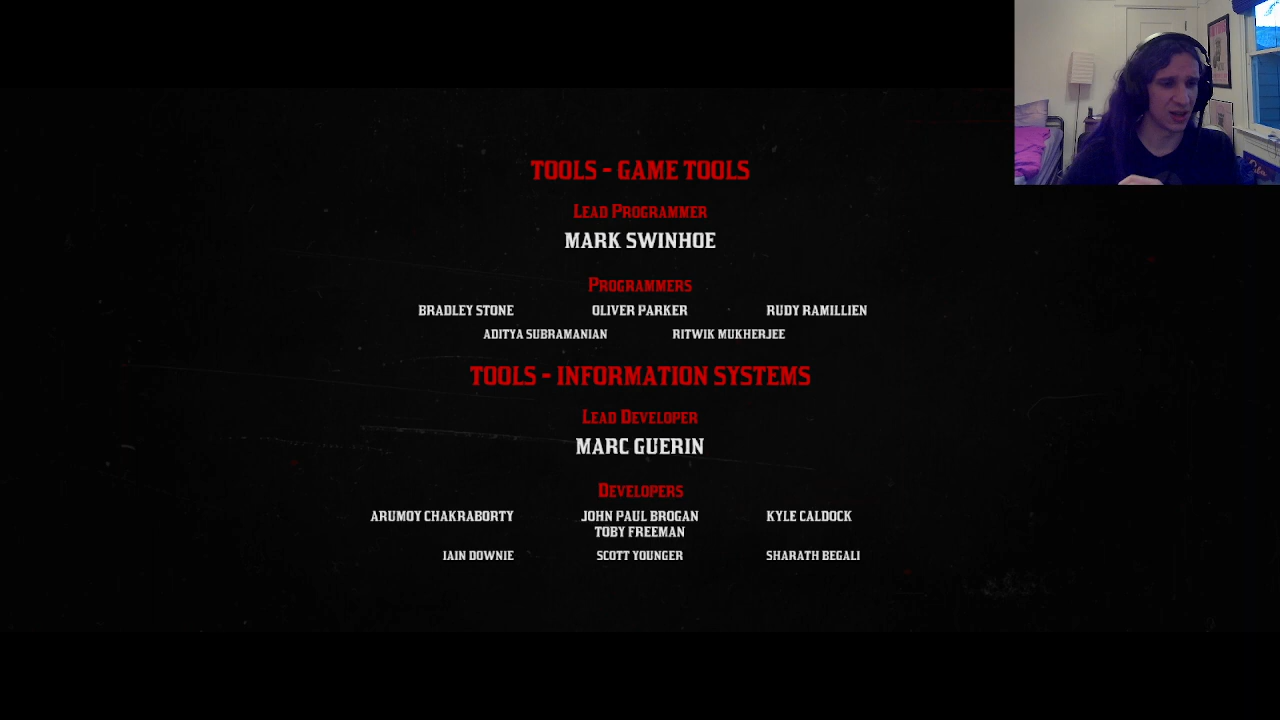 TOOLS - GAME TOOLS
LEAD PROGRAMMER
MARK SWINHOE
PROGRAMMERS
BRADLEY STONE OLIVER PARKER RUDY RAMILLIEN
ADITYA SUBRAMANIAN RITWIK MUKHERJEE
TOOLS - INFORMATION SYSTEMS
LEAD DEVELOPER
MARC GUERIN
DEVELOPERS
ARUMOY CHAKRABORTY JOHN PAUL BROGAN KYLE CALDOCK
TOBY FREEMAN
IAIN DOWNIE SCOTT YOUNGER SHARATH BEGALI